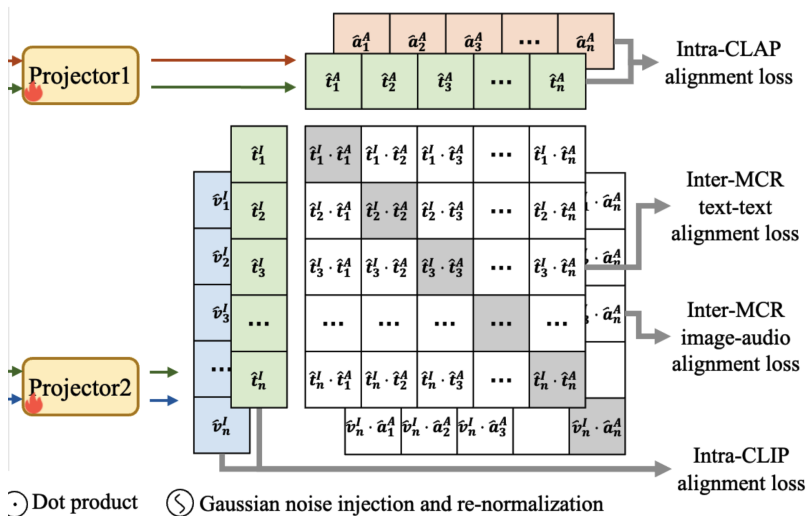 â₁ᴬ â₂ᴬ â₃ᴬ ... âₙᴬ
Projector1
t̂₁ᴬ t̂₂ᴬ t̂₃ᴬ ... t̂ₙᴬ
Intra-CLAP
alignment loss
t̂₁ᴵ t̂₁ᴵ · t̂₁ᴬ t̂₁ᴵ · t̂₂ᴬ t̂₁ᴵ · t̂₃ᴬ ... t̂₁ᴵ · t̂ₙᴬ
v̂₁ᴵ t̂₂ᴵ t̂₂ᴵ · t̂₁ᴬ t̂₂ᴵ · t̂₂ᴬ t̂₂ᴵ · t̂₃ᴬ ... t̂₂ᴵ · t̂ₙᴬ · âₙᴬ
Inter-MCR
text-text
alignment loss
v̂₂ᴵ t̂₃ᴵ t̂₃ᴵ · t̂₁ᴬ t̂₃ᴵ · t̂₂ᴬ t̂₃ᴵ · t̂₃ᴬ ... t̂₃ᴵ · t̂ₙᴬ · âₙᴬ
v̂₃ᴵ ... ... ... ... ... ... · âₙᴬ
Inter-MCR
image-audio
alignment loss
Projector2
... t̂ₙᴵ t̂ₙᴵ · t̂₁ᴬ t̂ₙᴵ · t̂₂ᴬ t̂ₙᴵ · t̂₃ᴬ ... t̂ₙᴵ · t̂ₙᴬ
v̂ₙᴵ v̂ₙᴵ · â₁ᴬ v̂ₙᴵ · â₂ᴬ v̂ₙᴵ · â₃ᴬ v̂ₙᴵ · âₙᴬ
Intra-CLIP
alignment loss
Dot product Gaussian noise injection and re-normalization